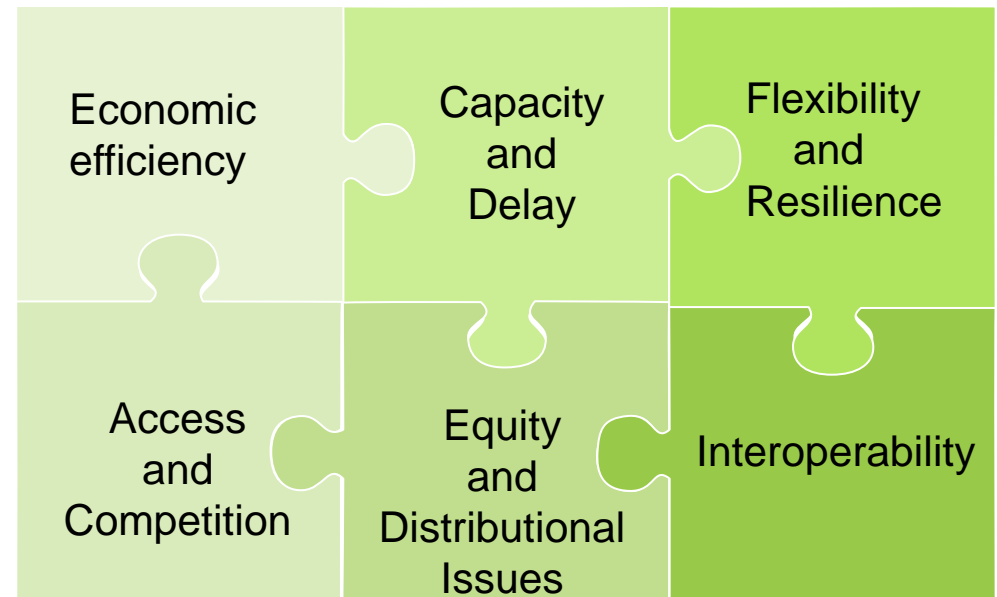 Economic
efficiency
Capacity
and
Delay
Flexibility
and
Resilience
Access
and
Competition
Equity
and
Distributional
Issues
Interoperability